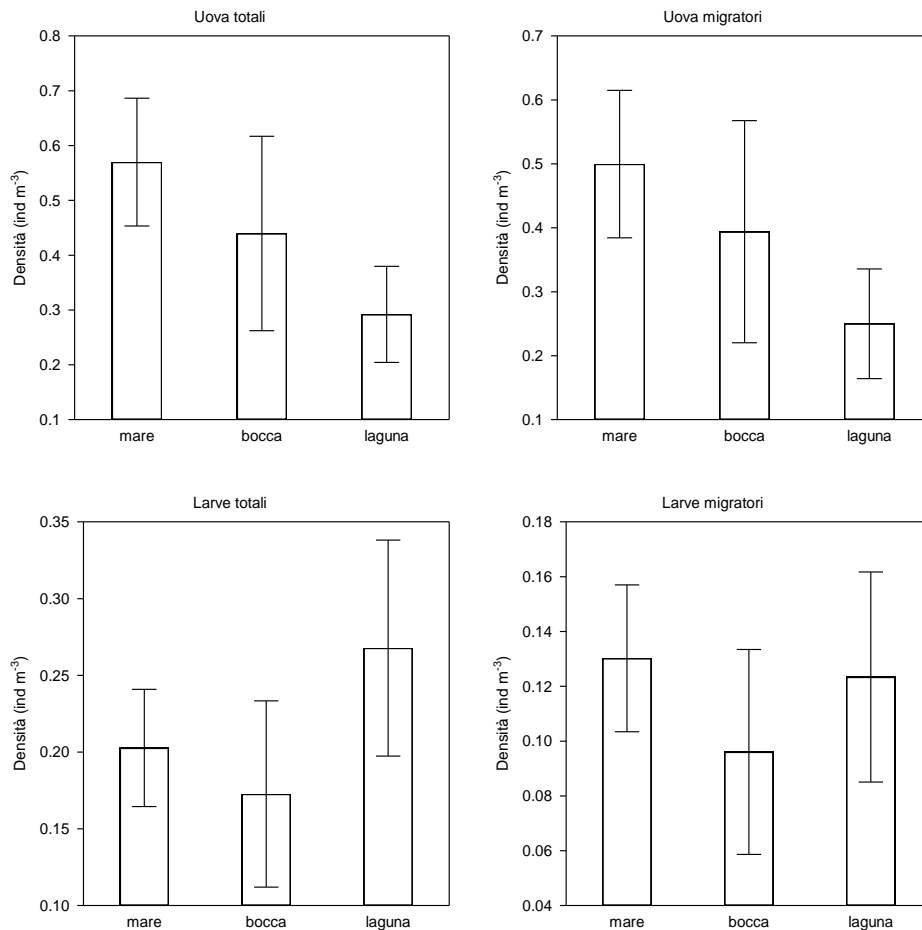 Uova totali
Densità (ind m-3)
0.8
0.7
0.6
0.5
0.4
0.3
0.2
0.1
mare bocca laguna
Uova migratori
Densità (ind m-3)
0.7
0.6
0.5
0.4
0.3
0.2
0.1
mare bocca laguna
Larve totali
Densità (ind m-3)
0.35
0.30
0.25
0.20
0.15
0.10
mare bocca laguna
Larve migratori
Densità (ind m-3)
0.18
0.16
0.14
0.12
0.10
0.08
0.06
0.04
mare bocca laguna